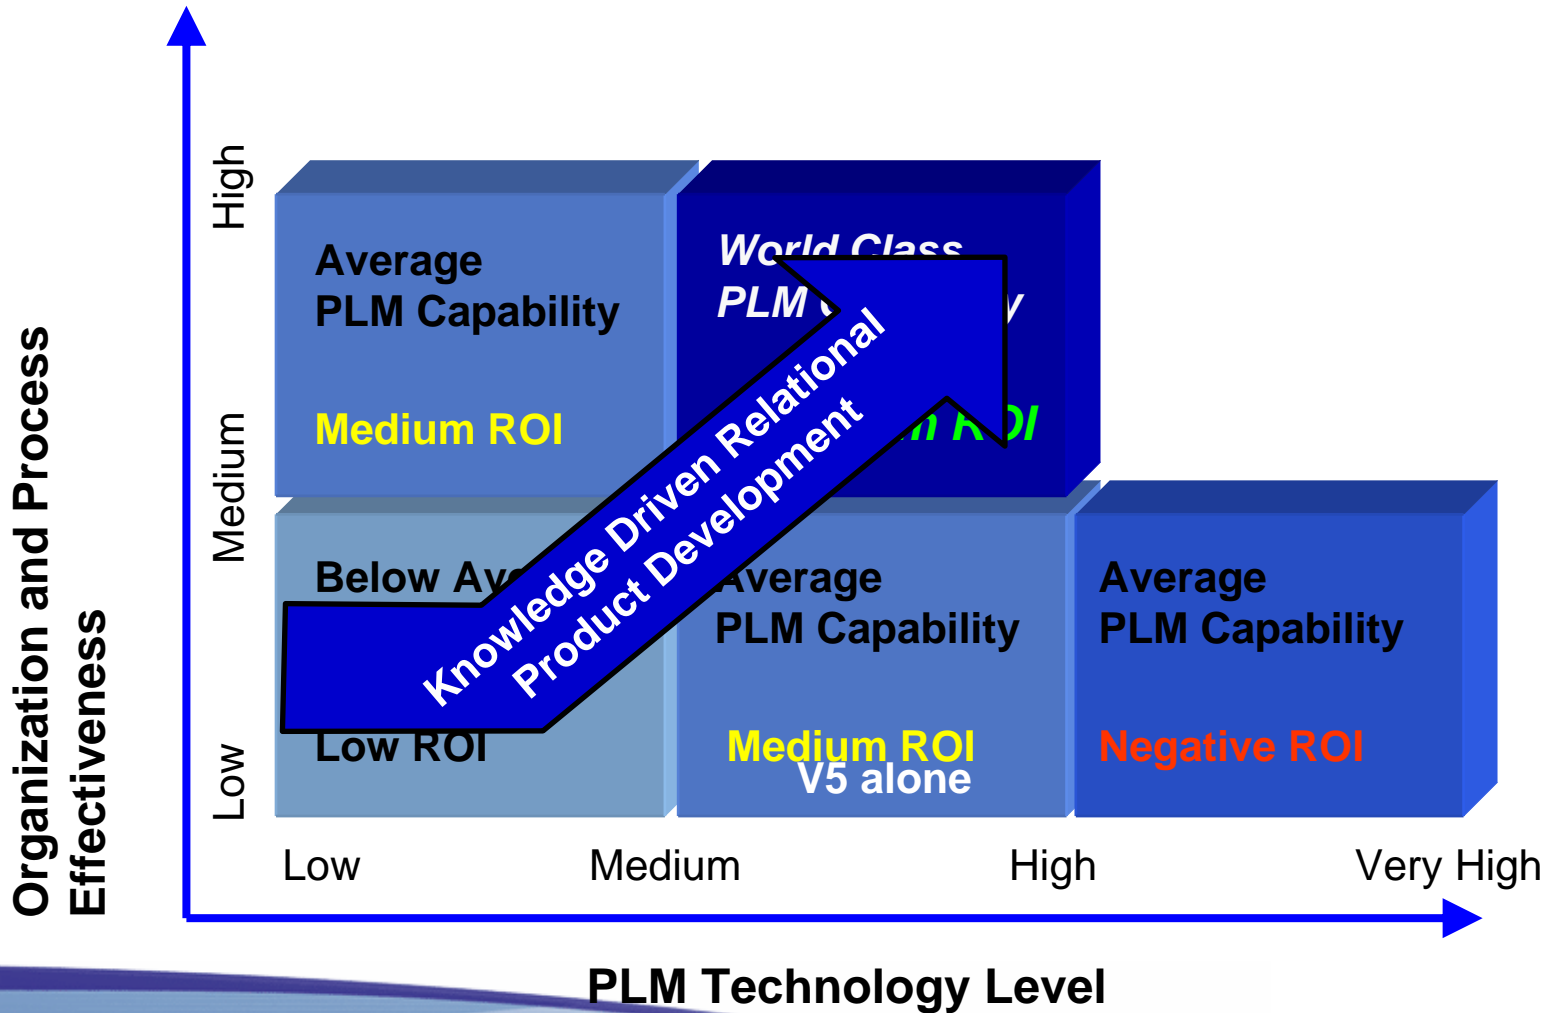 Organization and Process
Effectiveness
High
Medium
Low
Average
PLM Capability
Medium ROI
World Class
PLM
ROI
Knowledge Driven Relational
Product Development
Below
Low ROI
Average
PLM Capability
Medium ROI
V5 alone
Average
PLM Capability
Negative ROI
Low
Medium
High
Very High
PLM Technology Level